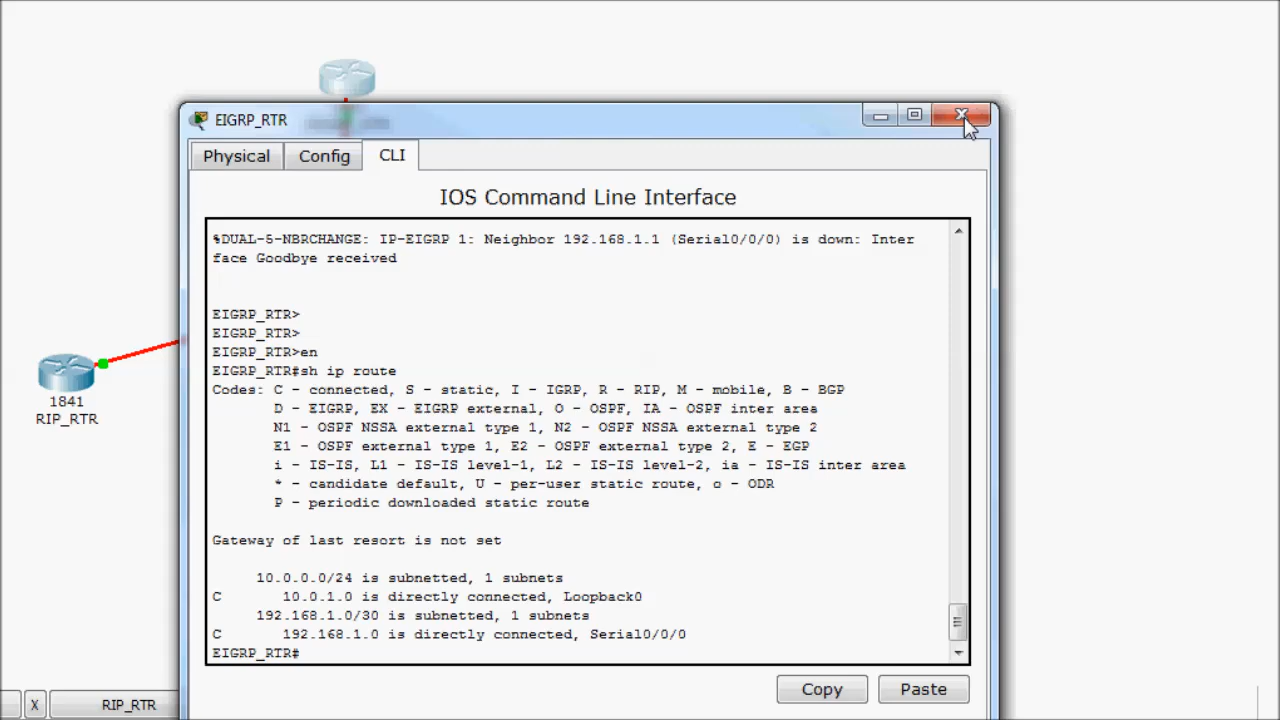 EIGRP_RTR
Physical
Config
CLI
IOS Command Line Interface
%DUAL-5-NBRCHANGE: IP-EIGRP 1: Neighbor 192.168.1.1 (Serial0/0/0) is down: Inter
face Goodbye received
EIGRP_RTR>
EIGRP_RTR>
EIGRP_RTR>en
EIGRP_RTR#sh ip route
Codes: C - connected, S - static, I - IGRP, R - RIP, M - mobile, B - BGP
D - EIGRP, EX - EIGRP external, O - OSPF, IA - OSPF inter area
N1 - OSPF NSSA external type 1, N2 - OSPF NSSA external type 2
E1 - OSPF external type 1, E2 - OSPF external type 2, E - EGP
i - IS-IS, L1 - IS-IS level-1, L2 - IS-IS level-2, ia - IS-IS inter area
* - candidate default, U - per-user static route, o - ODR
P - periodic downloaded static route
Gateway of last resort is not set
10.0.0.0/24 is subnetted, 1 subnets
C 10.0.1.0 is directly connected, Loopback0
192.168.1.0/30 is subnetted, 1 subnets
C 192.168.1.0 is directly connected, Serial0/0/0
EIGRP_RTR#
Copy
Paste
1841
RIP_RTR
X
RIP_RTR